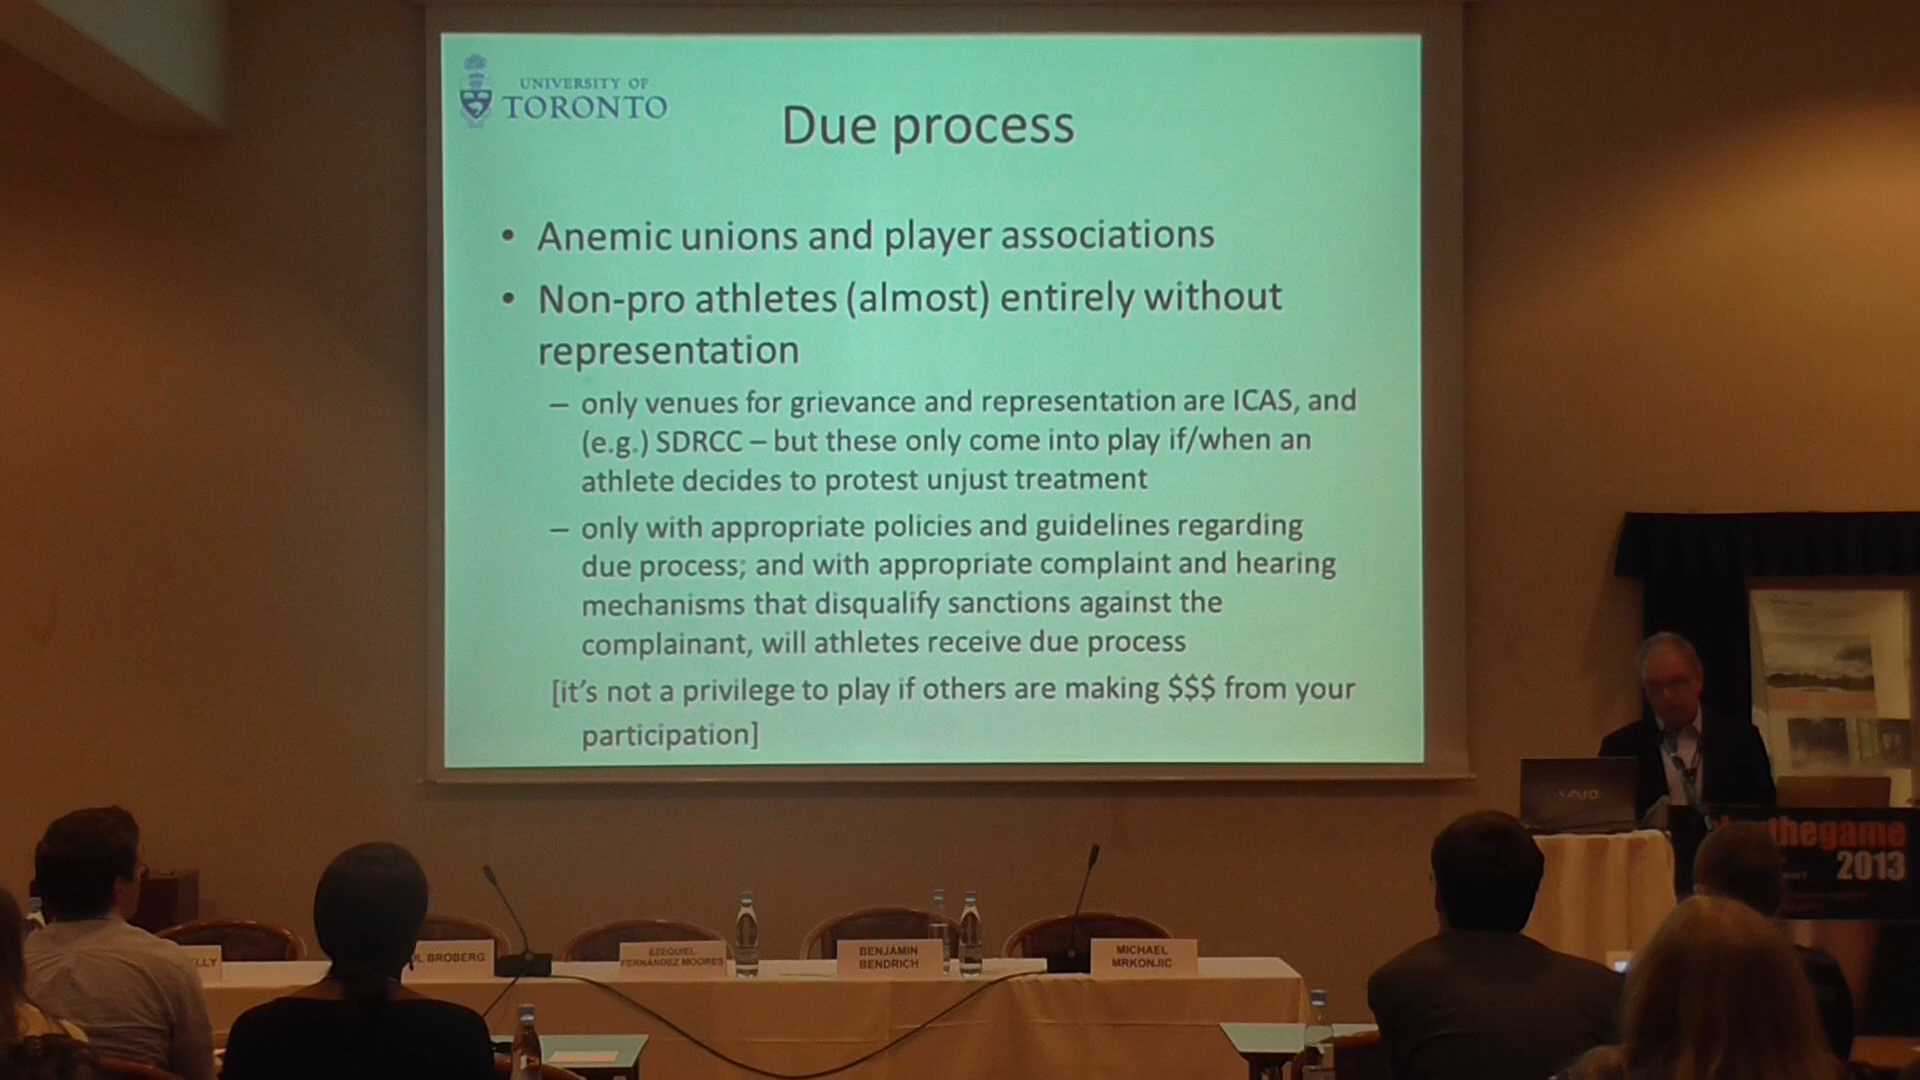 UNIVERSITY OF
TORONTO
Due process
• Anemic unions and player associations
• Non-pro athletes (almost) entirely without
representation
– only venues for grievance and representation are ICAS, and
(e.g.) SDRCC – but these only come into play if/when an
athlete decides to protest unjust treatment
– only with appropriate policies and guidelines regarding
due process; and with appropriate complaint and hearing
mechanisms that disqualify sanctions against the
complainant, will athletes receive due process
[it's not a privilege to play if others are making $$$ from your
participation]
VAIO
thegame
2013
LLY
L BROBERG
EZEQUIEL
FERNANDEZ MOORES
BENJAMIN
BENDRICH
MICHAEL
MRKONJIC